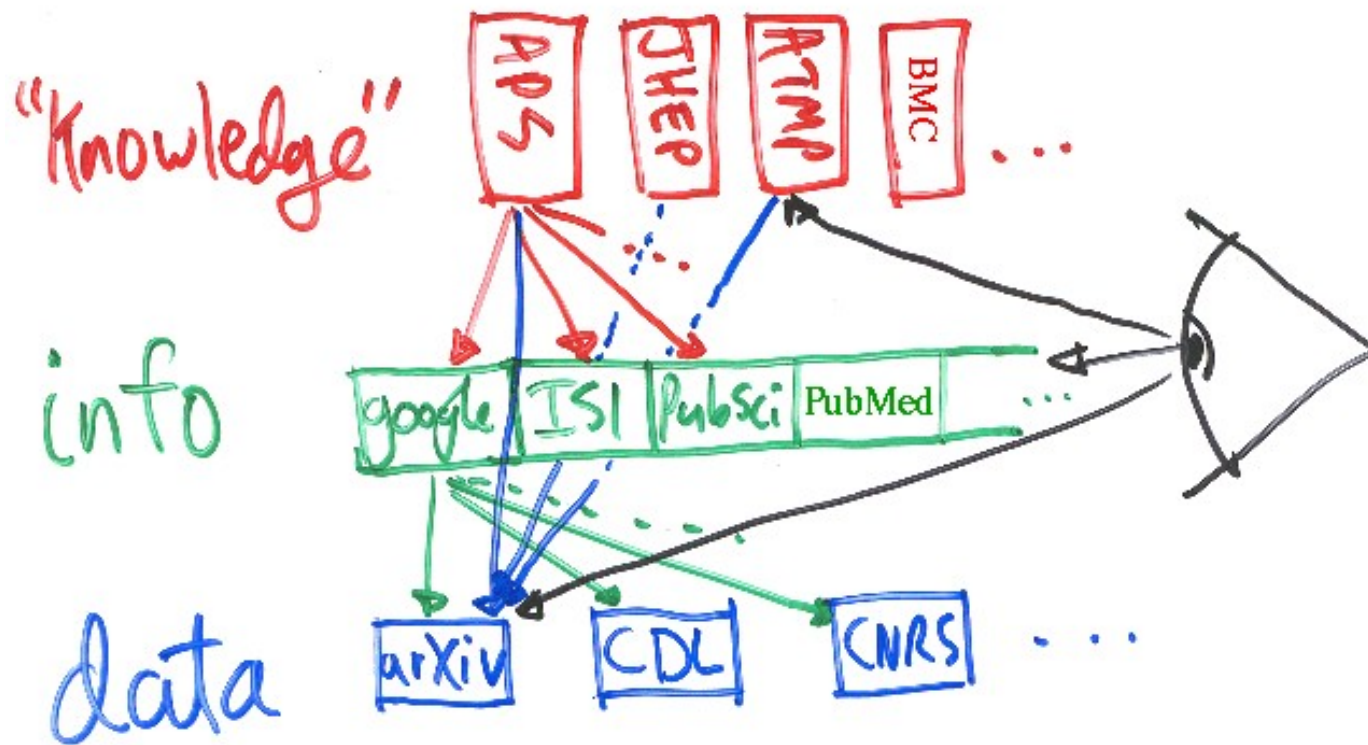 "Knowledge" APS JHEP ATMP BMC ...
info google ISI PubSci PubMed ...
data arXiv CDL CNRS ...